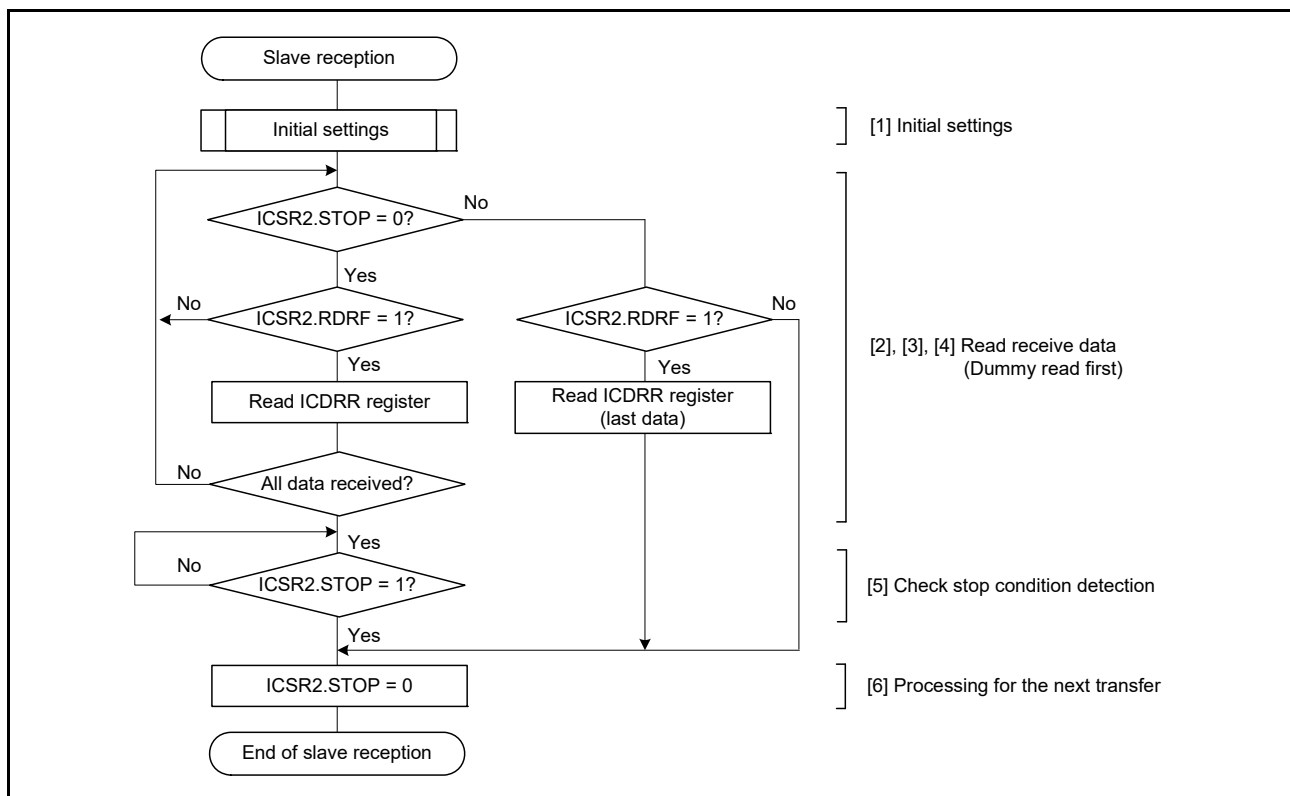 Slave reception
Initial settings
[1] Initial settings
ICSR2.STOP = 0?
No
Yes
No
ICSR2.RDRF = 1?
ICSR2.RDRF = 1?
No
[2], [3], [4] Read receive data
(Dummy read first)
Yes
Yes
Read ICDRR register
Read ICDRR register
(last data)
No
All data received?
Yes
No
ICSR2.STOP = 1?
[5] Check stop condition detection
Yes
ICSR2.STOP = 0
[6] Processing for the next transfer
End of slave reception